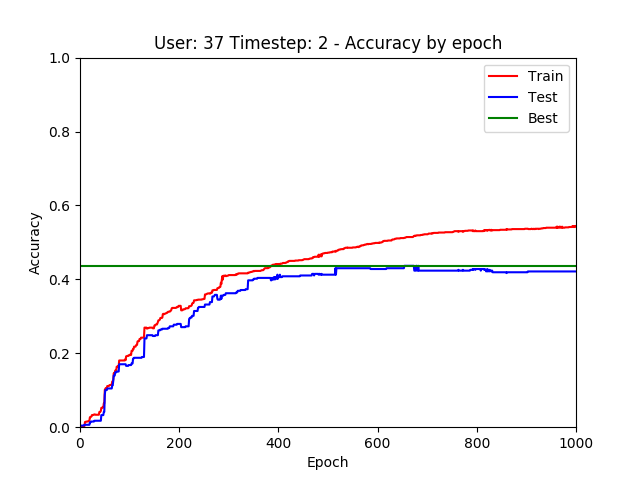 User: 37 Timestep: 2 - Accuracy by epoch
1.0
0.8
0.6
0.4
0.2
0.0
Accuracy
Train
Test
Best
0 200 400 600 800 1000
Epoch